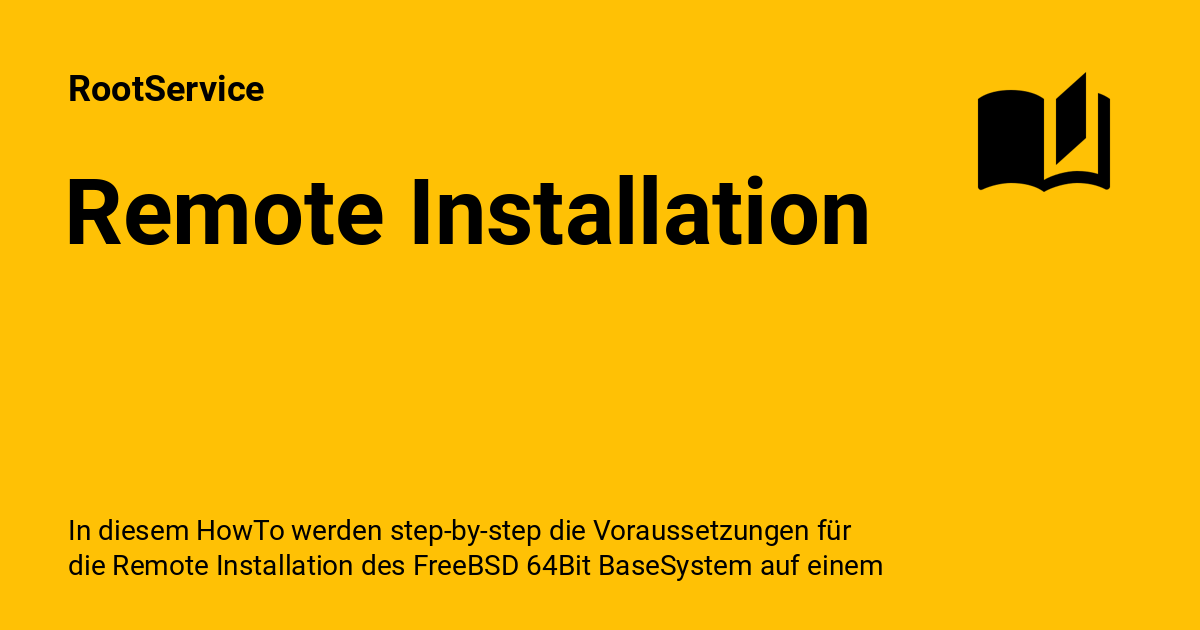 RootService
Remote Installation
In diesem HowTo werden step-by-step die Voraussetzungen für
die Remote Installation des FreeBSD 64Bit BaseSystem auf einem